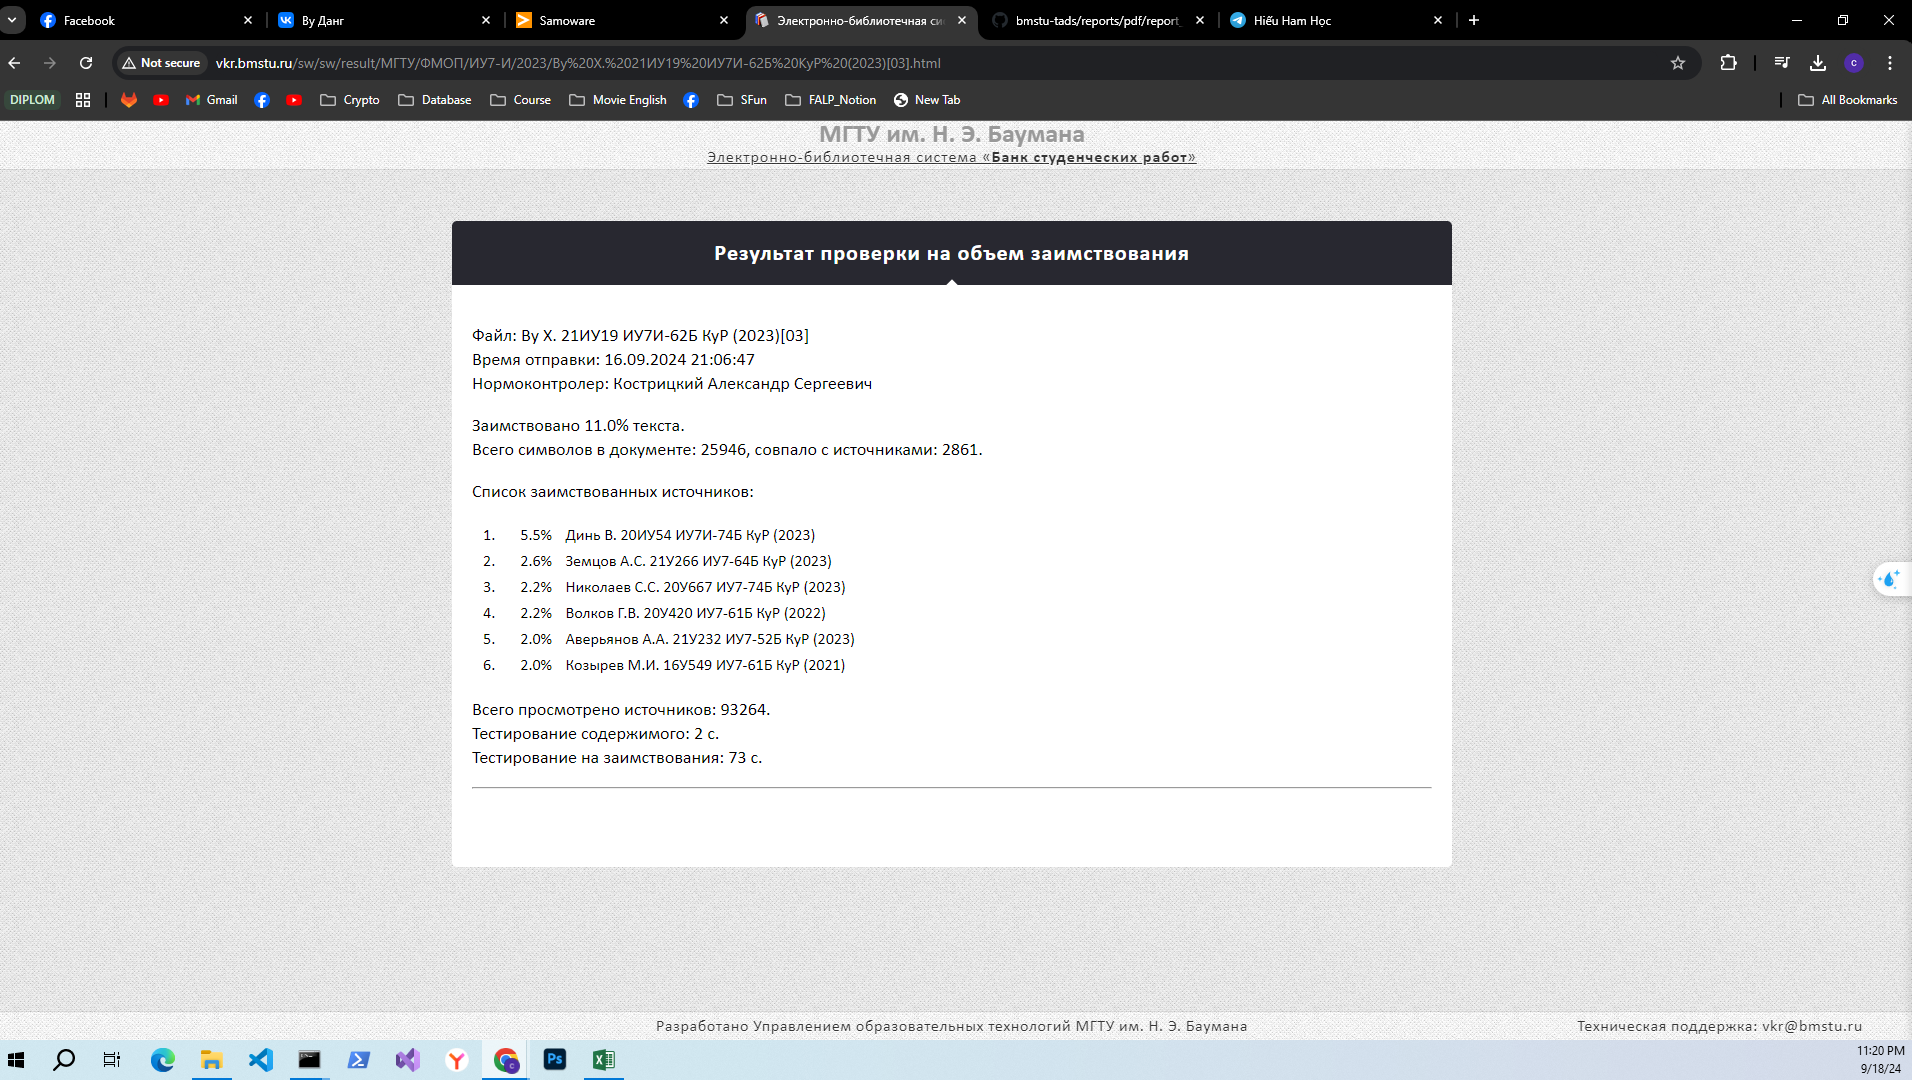 Facebook
Ву Данг
Samoware
Электронно-библиотечная си
bmstu-tads/reports/pdf/report_
Hiếu Ham Học
Not secure
vkr.bmstu.ru/sw/sw/result/МГТУ/ФМОП/ИУ7-И/2023/Ву%20Х.%2021ИУ19%20ИУ7И-62Б%20КуР%20(2023)[03].html
DIPLOM
Gmail
Crypto
Database
Course
Movie English
SFun
FALP_Notion
New Tab
All Bookmarks
МГТУ им. Н. Э. Баумана
Электронно-библиотечная система «Банк студенческих работ»
Результат проверки на объем заимствования
Файл: Ву Х. 21ИУ19 ИУ7И-62Б КуР (2023)[03]
Время отправки: 16.09.2024 21:06:47
Нормоконтролер: Кострицкий Александр Сергеевич
Заимствовано 11.0% текста.
Всего символов в документе: 25946, совпало с источниками: 2861.
Список заимствованных источников:
1. 5.5% Динь В. 20ИУ54 ИУ7И-74Б КуР (2023)
2. 2.6% Земцов А.С. 21У266 ИУ7-64Б КуР (2023)
3. 2.2% Николаев С.С. 20У667 ИУ7-74Б КуР (2023)
4. 2.2% Волков Г.В. 20У420 ИУ7-61Б КуР (2022)
5. 2.0% Аверьянов А.А. 21У232 ИУ7-52Б КуР (2023)
6. 2.0% Козырев М.И. 16У549 ИУ7-61Б КуР (2021)
Всего просмотрено источников: 93264.
Тестирование содержимого: 2 с.
Тестирование на заимствования: 73 с.
Разработано Управлением образовательных технологий МГТУ им. Н. Э. Баумана
Техническая поддержка: vkr@bmstu.ru
Ps
11:20 PM
9/18/24